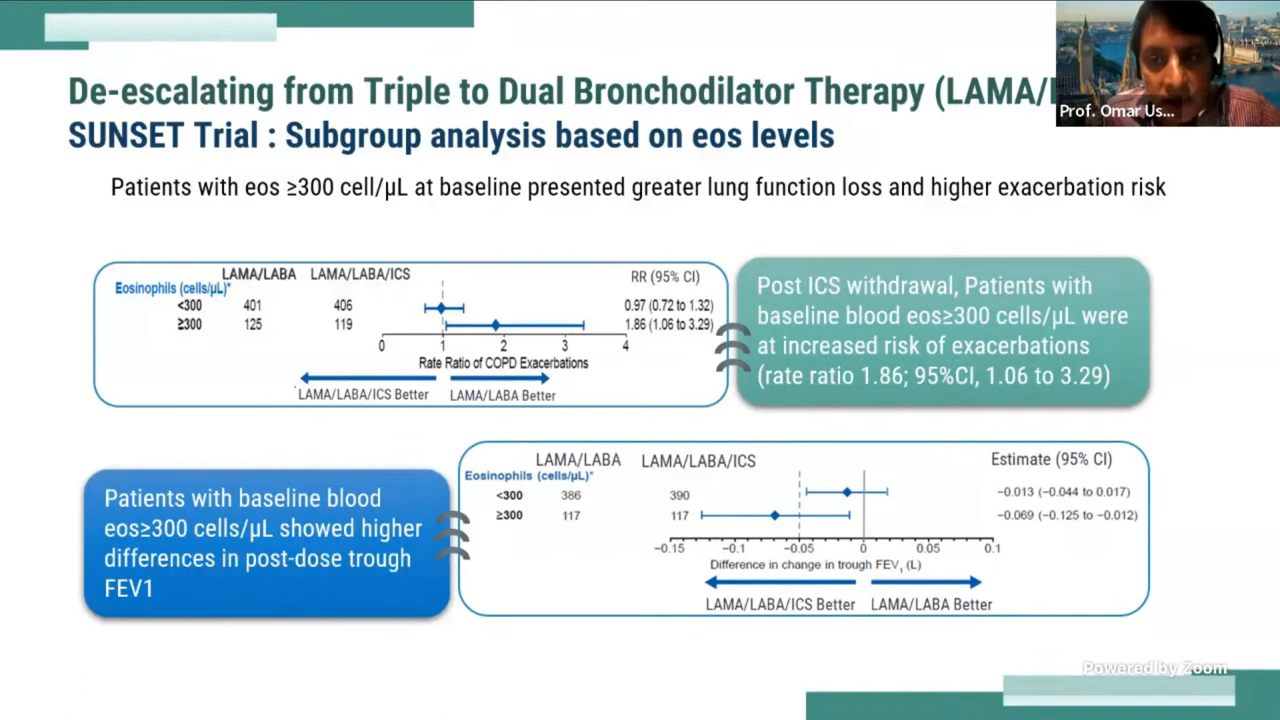 De-escalating from Triple to Dual Bronchodilator Therapy (LAMA/
SUNSET Trial : Subgroup analysis based on eos levels
Prof. Omar Us...
Patients with eos ≥300 cell/µL at baseline presented greater lung function loss and higher exacerbation risk
LAMA/LABA LAMA/LABA/ICS RR (95% CI)
Eosinophils (cells/µL)*
<300 401 406 0.97 (0.72 to 1.32)
≥300 125 119 1.86 (1.06 to 3.29)
0 1 2 3 4
Rate Ratio of COPD Exacerbations
LAMA/LABA/ICS Better LAMA/LABA Better
Post ICS withdrawal, Patients with
baseline blood eos≥300 cells/µL were
at increased risk of exacerbations
(rate ratio 1.86; 95%CI, 1.06 to 3.29)
Patients with baseline blood
eos≥300 cells/µL showed higher
differences in post-dose trough
FEV1
LAMA/LABA LAMA/LABA/ICS Estimate (95% CI)
Eosinophils (cells/µL)*
<300 386 390 −0.013 (−0.044 to 0.017)
≥300 117 117 −0.069 (−0.125 to −0.012)
−0.15 −0.1 −0.05 0 0.05 0.1
Difference in change in trough FEV₁ (L)
LAMA/LABA/ICS Better LAMA/LABA Better
Powered by Zoom